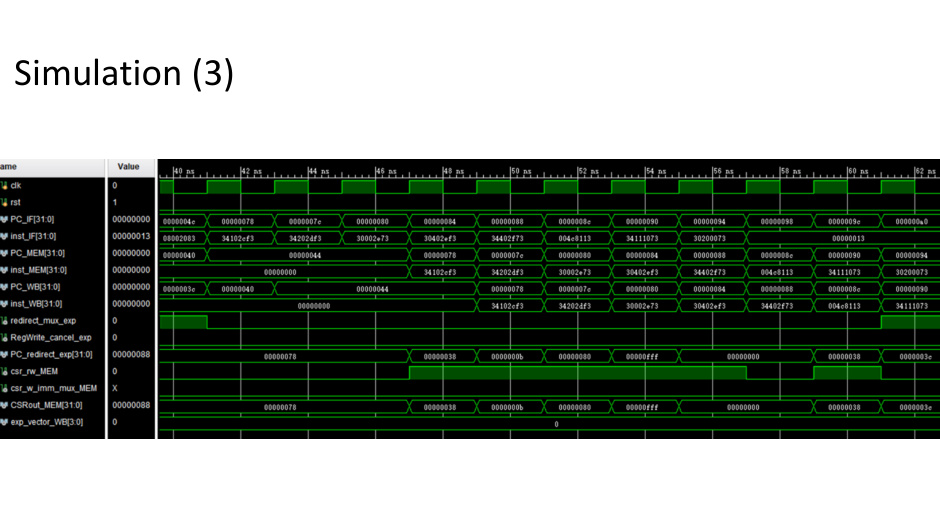 Simulation (3)
ame Value 40 ns 42 ns 44 ns 46 ns 48 ns 50 ns 52 ns 54 ns 56 ns 58 ns 60 ns 62 ns
clk 0
rst 1
PC_IF[31:0] 00000000 0000004c 00000078 0000007c 00000080 00000084 00000088 0000008c 00000090 00000094 00000098 0000009c 000000a0
inst_IF[31:0] 00000013 08002083 34102cf3 34202df3 30002e73 30402ef3 34402f73 004c8113 34111073 30200073 00000013
PC_MEM[31:0] 00000000 00000040 00000044 00000078 0000007c 00000080 00000084 00000088 0000008c 00000090 00000094
inst_MEM[31:0] 00000000 00000000 34102cf3 34202df3 30002e73 30402ef3 34402f73 004c8113 34111073 30200073
PC_WB[31:0] 00000000 0000003c 00000040 00000044 00000078 0000007c 00000080 00000084 00000088 0000008c 00000090
inst_WB[31:0] 00000000 00000000 34102cf3 34202df3 30002e73 30402ef3 34402f73 004c8113 34111073
redirect_mux_exp 0
RegWrite_cancel_exp 0
PC_redirect_exp[31:0] 00000088 00000078 00000038 0000000b 00000080 00000fff 00000000 00000038 0000003c
csr_rw_MEM 0
csr_w_imm_mux_MEM X
CSRout_MEM[31:0] 00000088 00000078 00000038 0000000b 00000080 00000fff 00000000 00000038 0000003c
exp_vector_WB[3:0] 0 0